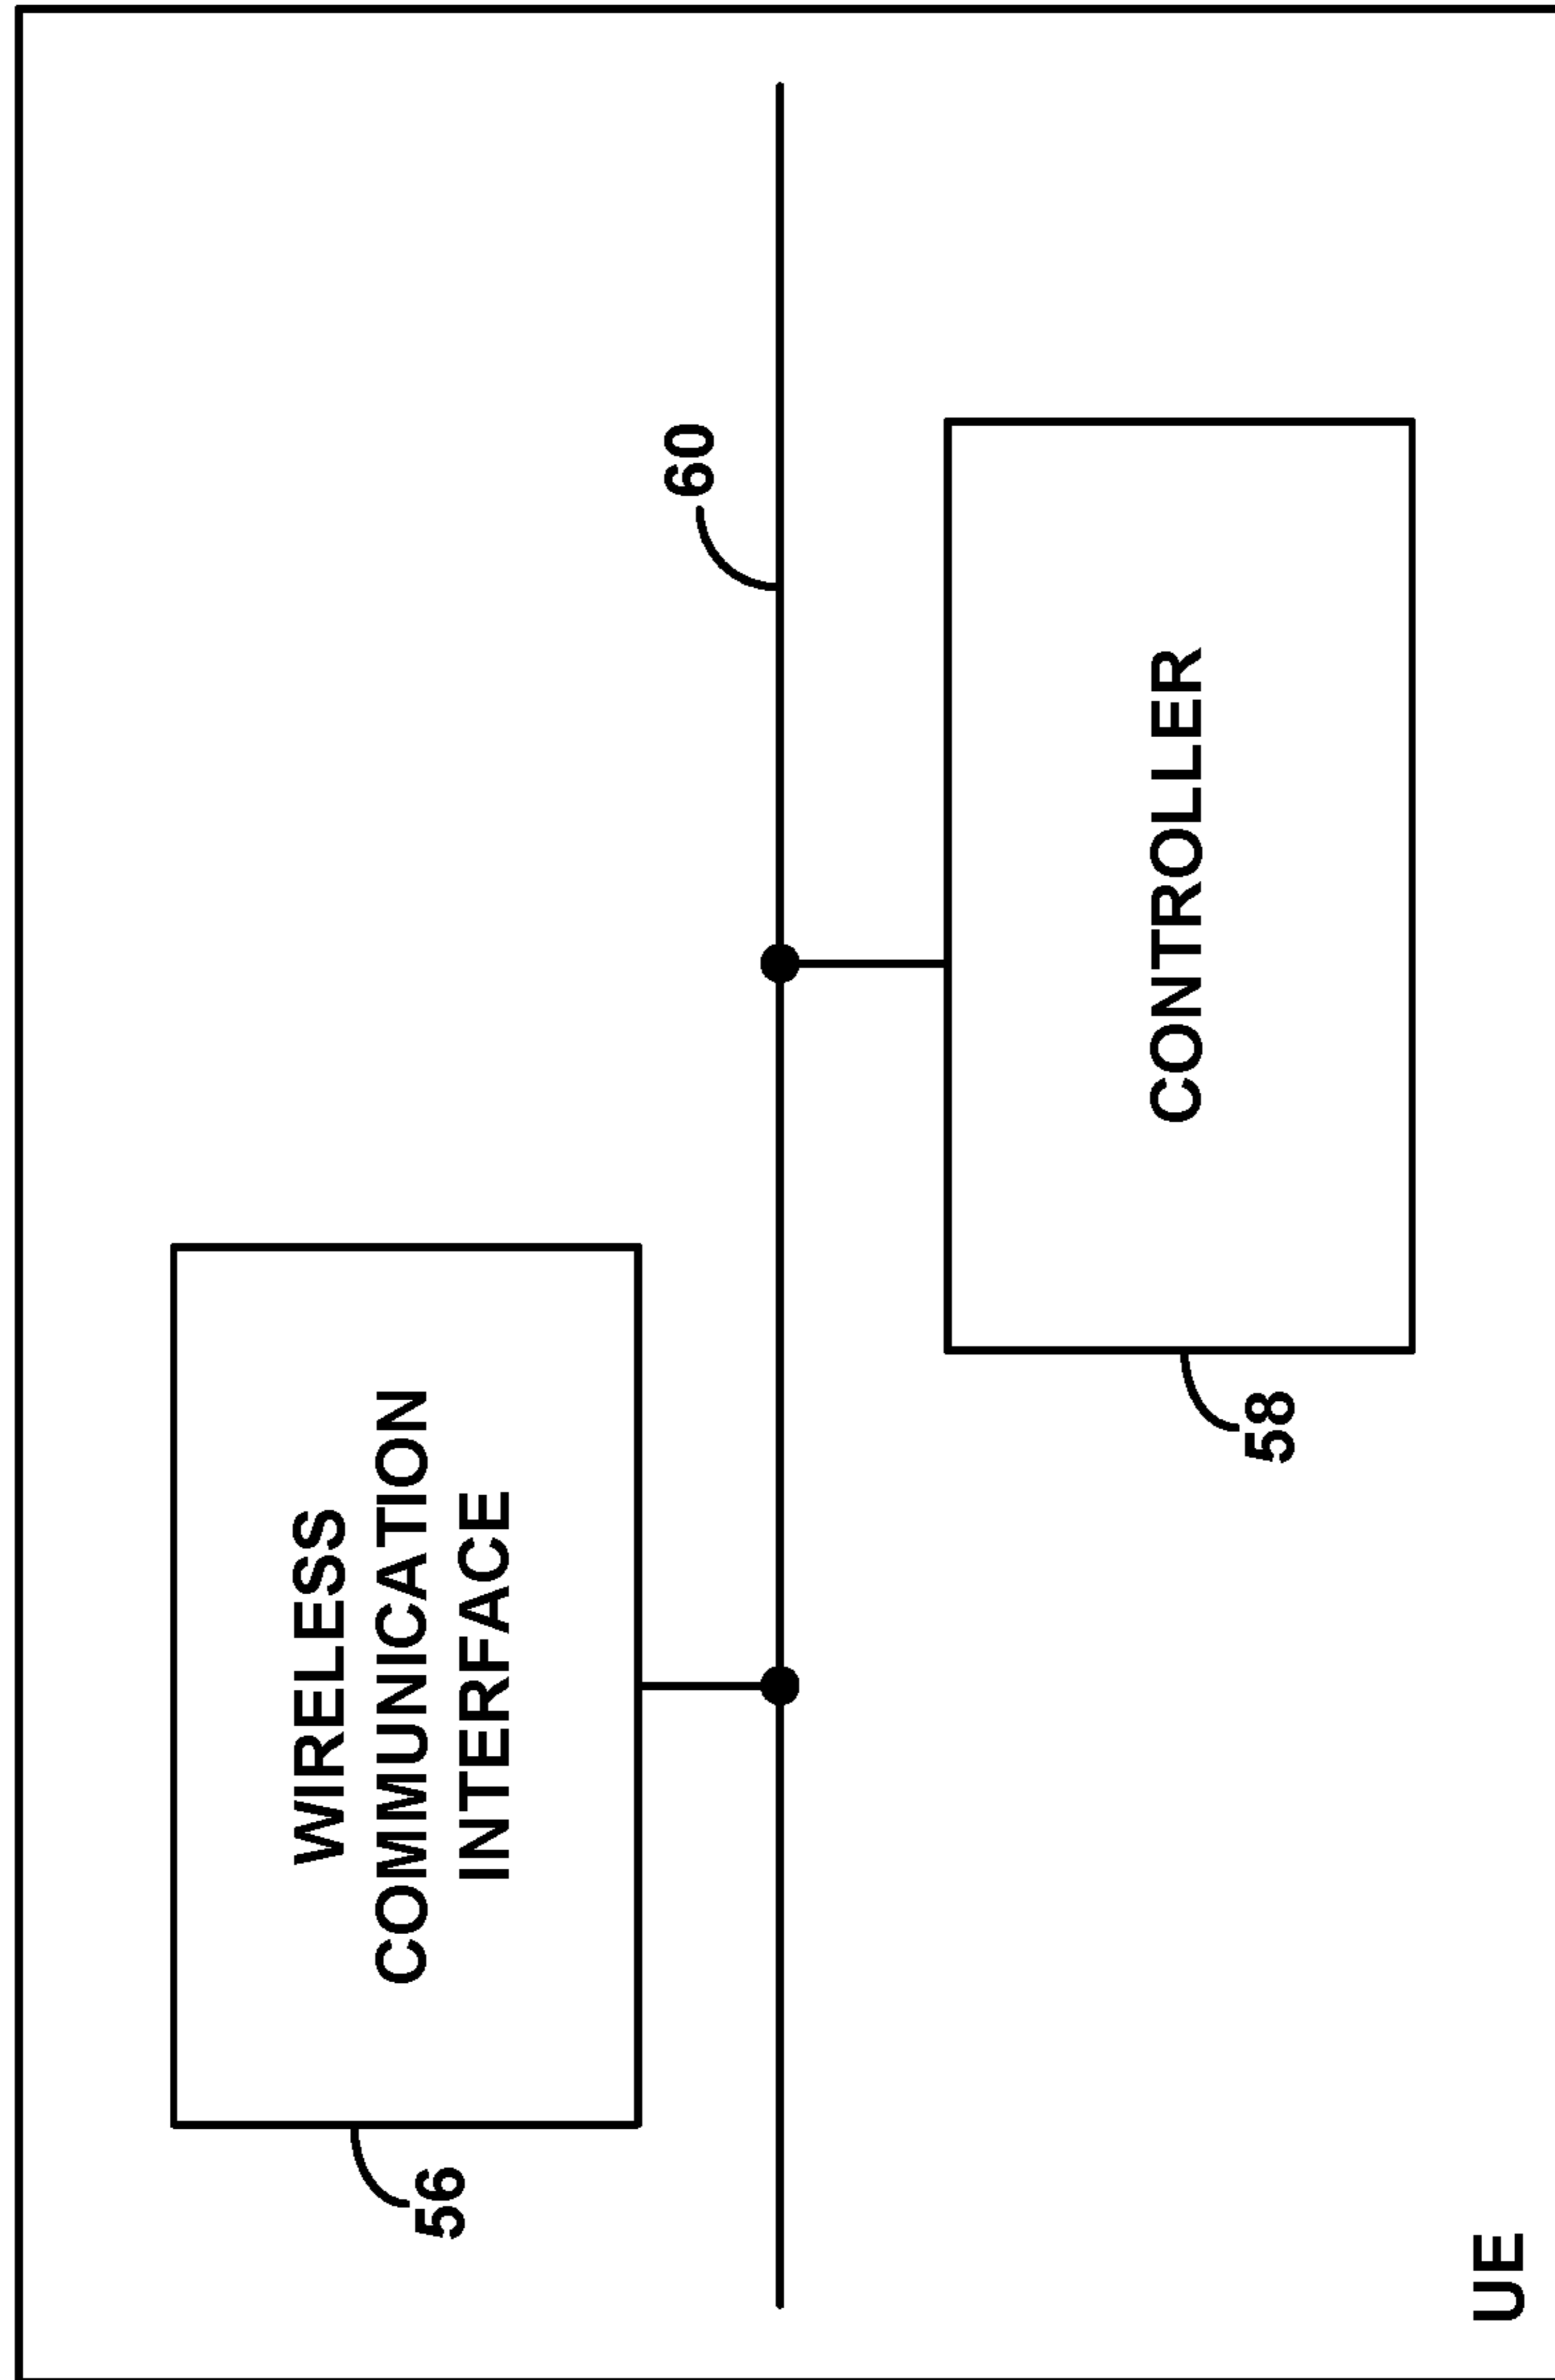 WIRELESS
COMMUNICATION
INTERFACE
56
60
CONTROLLER
58
UE